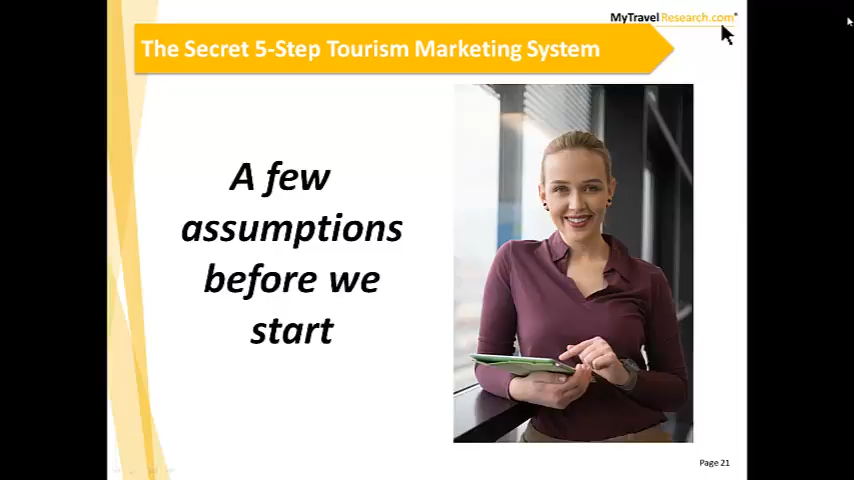 MyTravelResearch.com®
The Secret 5-Step Tourism Marketing System
A few
assumptions
before we
start
Page 21